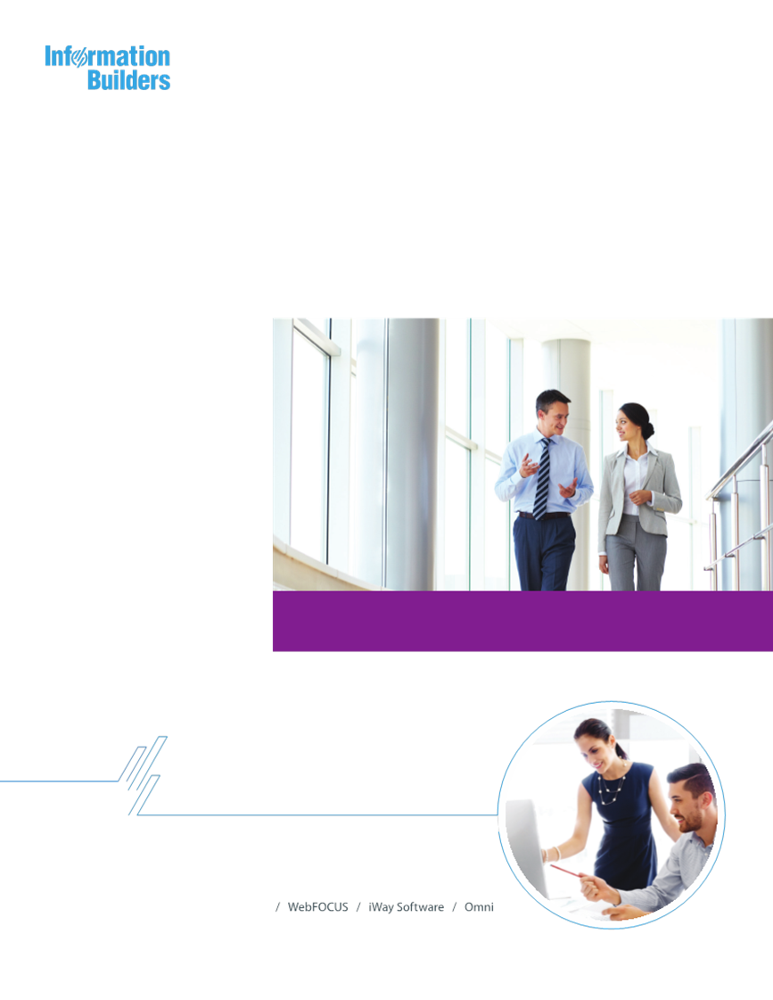 Information
Builders
/ WebFOCUS / iWay Software / Omni